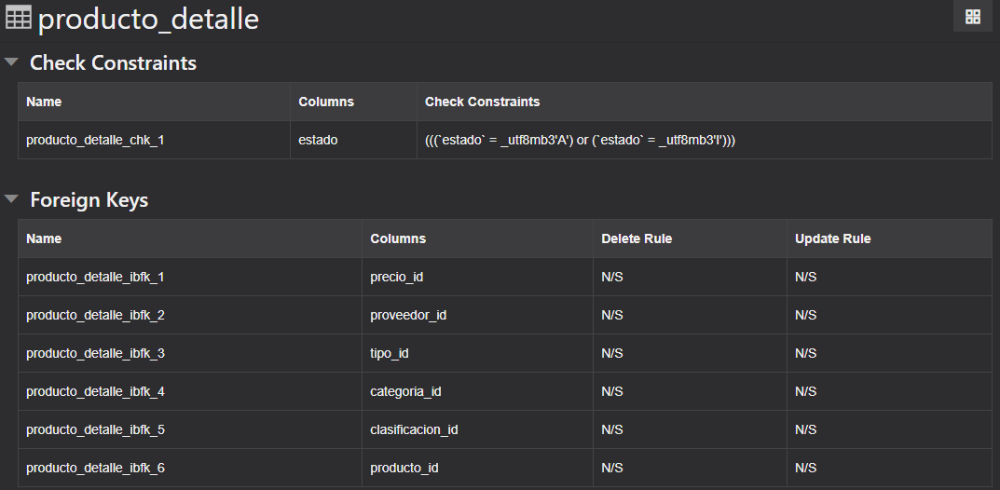 producto_detalle
Check Constraints
Name Columns Check Constraints
producto_detalle_chk_1 estado (((`estado` = _utf8mb3'A') or (`estado` = _utf8mb3'I')))
Foreign Keys
Name Columns Delete Rule Update Rule
producto_detalle_ibfk_1 precio_id N/S N/S
producto_detalle_ibfk_2 proveedor_id N/S N/S
producto_detalle_ibfk_3 tipo_id N/S N/S
producto_detalle_ibfk_4 categoria_id N/S N/S
producto_detalle_ibfk_5 clasificacion_id N/S N/S
producto_detalle_ibfk_6 producto_id N/S N/S